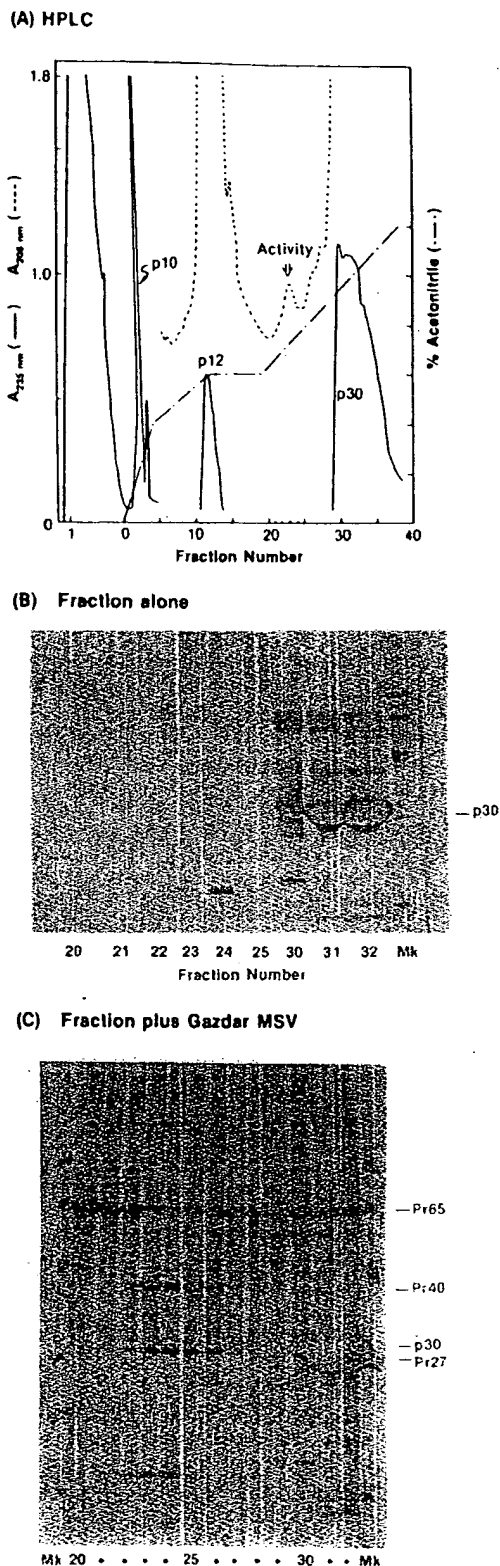 (A) HPLC
1.8
1.0
0
A235 nm (——) A206 nm (----)
% Acetonitrile (—·—)
p10
p12
Activity
p30
1 0 10 20 30 40
Fraction Number
(B) Fraction alone
p30
20 21 22 23 24 25 30 31 32 Mk
Fraction Number
(C) Fraction plus Gazdar MSV
Pr65
Pr40
p30
Pr27
Mk 20 • • • • 25 • • • • 30 • • Mk